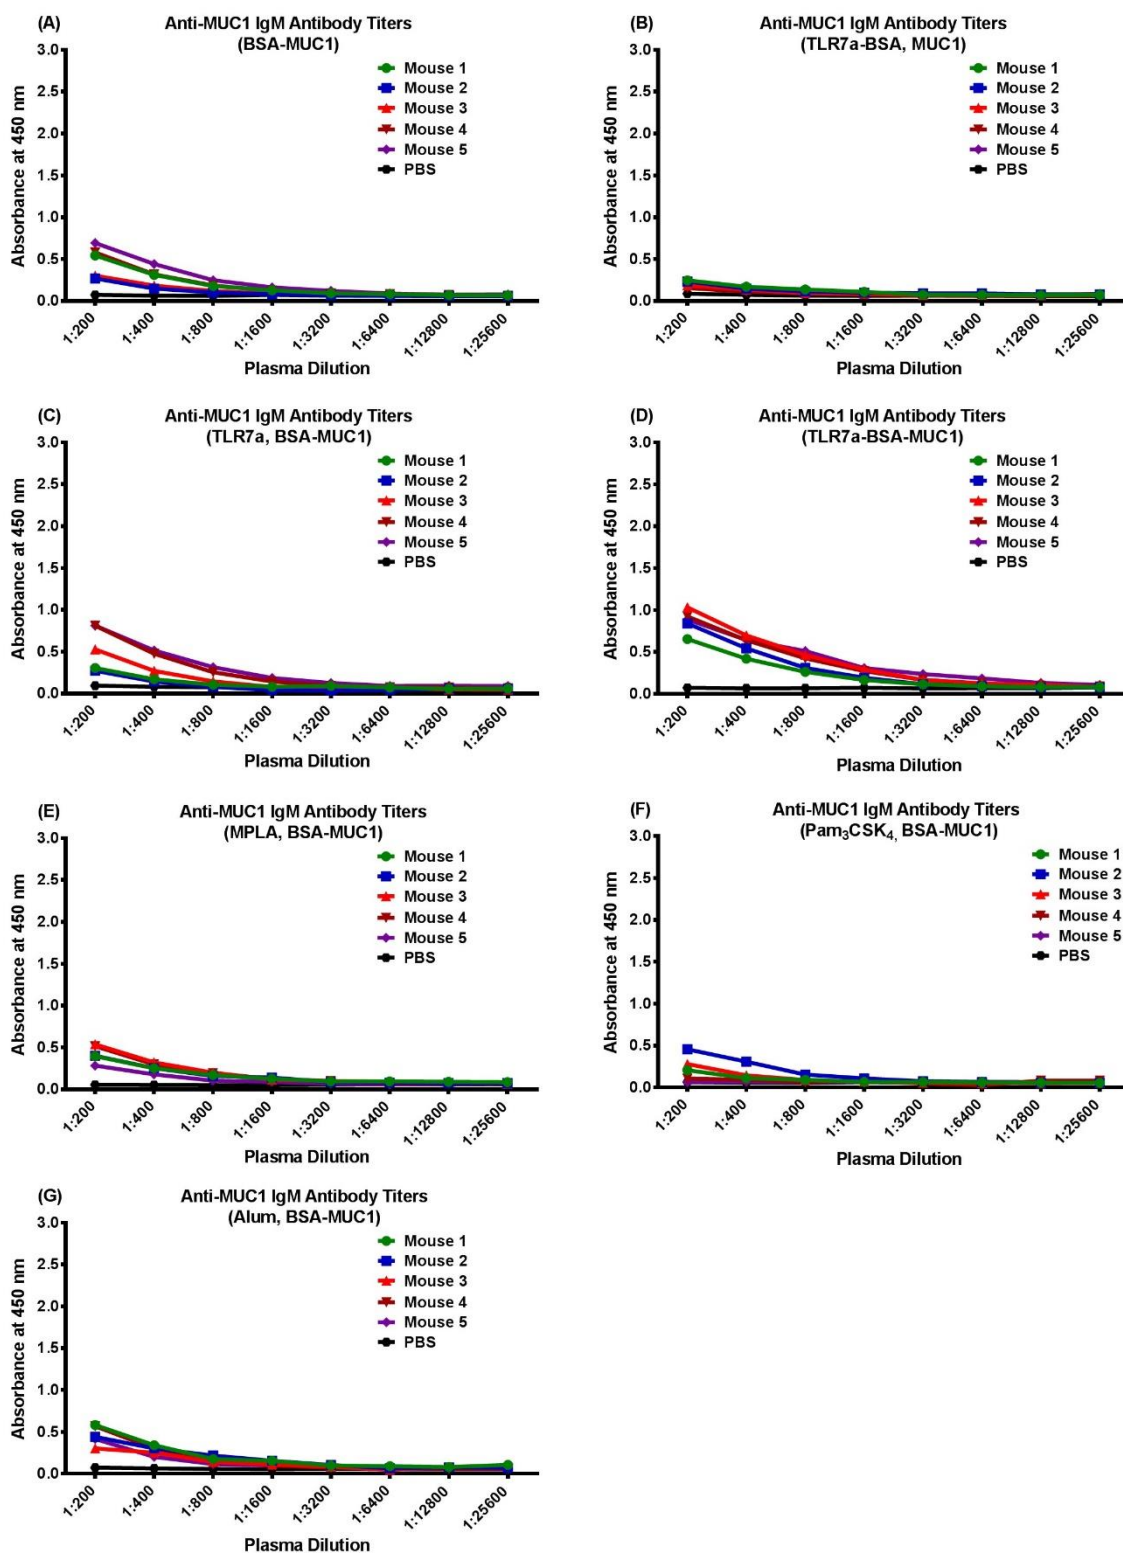 (A)
Anti-MUC1 IgM Antibody Titers
(BSA-MUC1)
Absorbance at 450 nm
3.0
2.5
2.0
1.5
1.0
0.5
0.0
Mouse 1
Mouse 2
Mouse 3
Mouse 4
Mouse 5
PBS
1:200
1:400
1:800
1:1600
1:3200
1:6400
1:12800
1:25600
Plasma Dilution
(B)
Anti-MUC1 IgM Antibody Titers
(TLR7a-BSA, MUC1)
Absorbance at 450 nm
3.0
2.5
2.0
1.5
1.0
0.5
0.0
Mouse 1
Mouse 2
Mouse 3
Mouse 4
Mouse 5
PBS
1:200
1:400
1:800
1:1600
1:3200
1:6400
1:12800
1:25600
Plasma Dilution
(C)
Anti-MUC1 IgM Antibody Titers
(TLR7a, BSA-MUC1)
Absorbance at 450 nm
3.0
2.5
2.0
1.5
1.0
0.5
0.0
Mouse 1
Mouse 2
Mouse 3
Mouse 4
Mouse 5
PBS
1:200
1:400
1:800
1:1600
1:3200
1:6400
1:12800
1:25600
Plasma Dilution
(D)
Anti-MUC1 IgM Antibody Titers
(TLR7a-BSA-MUC1)
Absorbance at 450 nm
3.0
2.5
2.0
1.5
1.0
0.5
0.0
Mouse 1
Mouse 2
Mouse 3
Mouse 4
Mouse 5
PBS
1:200
1:400
1:800
1:1600
1:3200
1:6400
1:12800
1:25600
Plasma Dilution
(E)
Anti-MUC1 IgM Antibody Titers
(MPLA, BSA-MUC1)
Absorbance at 450 nm
3.0
2.5
2.0
1.5
1.0
0.5
0.0
Mouse 1
Mouse 2
Mouse 3
Mouse 4
Mouse 5
PBS
1:200
1:400
1:800
1:1600
1:3200
1:6400
1:12800
1:25600
Plasma Dilution
(F)
Anti-MUC1 IgM Antibody Titers
(Pam₃CSK₄, BSA-MUC1)
Absorbance at 450 nm
3.0
2.5
2.0
1.5
1.0
0.5
0.0
Mouse 1
Mouse 2
Mouse 3
Mouse 4
Mouse 5
PBS
1:200
1:400
1:800
1:1600
1:3200
1:6400
1:12800
1:25600
Plasma Dilution
(G)
Anti-MUC1 IgM Antibody Titers
(Alum, BSA-MUC1)
Absorbance at 450 nm
3.0
2.5
2.0
1.5
1.0
0.5
0.0
Mouse 1
Mouse 2
Mouse 3
Mouse 4
Mouse 5
PBS
1:200
1:400
1:800
1:1600
1:3200
1:6400
1:12800
1:25600
Plasma Dilution